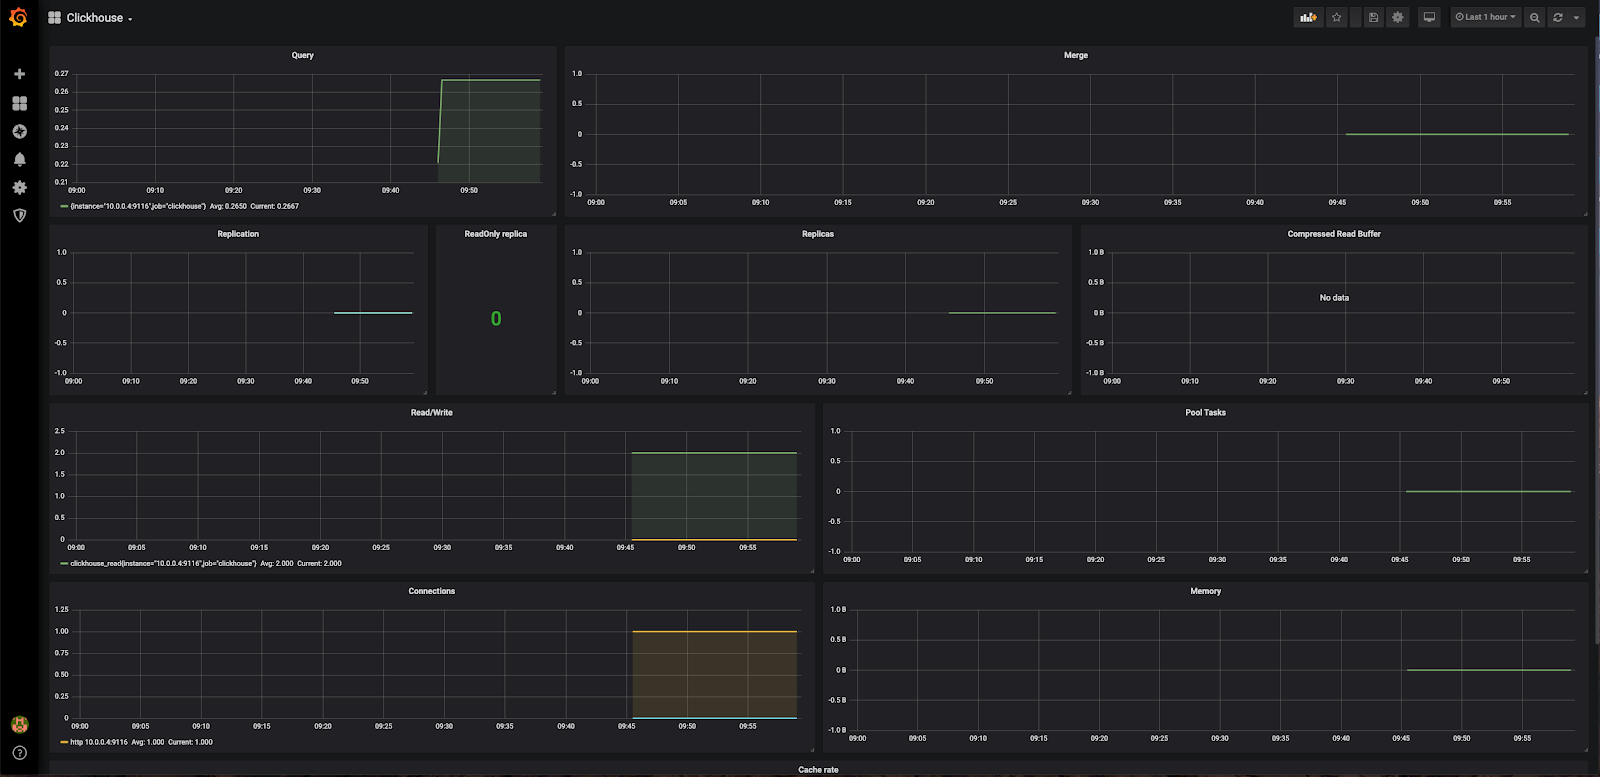 Clickhouse
Last 1 hour
Query
0.27
0.26
0.25
0.24
0.23
0.22
0.21
09:00 09:10 09:20 09:30 09:40 09:50
{instance="10.0.0.4:9116",job="clickhouse"} Avg: 0.2650 Current: 0.2667
Merge
1.0
0.5
0
-0.5
-1.0
09:00 09:05 09:10 09:15 09:20 09:25 09:30 09:35 09:40 09:45 09:50 09:55
Replication
1.0
0.5
0
-0.5
-1.0
09:00 09:10 09:20 09:30 09:40 09:50
ReadOnly replica
0
Replicas
1.0
0.5
0
-0.5
-1.0
09:00 09:10 09:20 09:30 09:40 09:50
Compressed Read Buffer
1.0 B
0.5 B
0 B
-0.5 B
-1.0 B
No data
09:00 09:10 09:20 09:30 09:40 09:50
Read/Write
2.5
2.0
1.5
1.0
0.5
0
09:00 09:05 09:10 09:15 09:20 09:25 09:30 09:35 09:40 09:45 09:50 09:55
clickhouse_read{instance="10.0.0.4:9116",job="clickhouse"} Avg: 2.000 Current: 2.000
Pool Tasks
1.0
0.5
0
-0.5
-1.0
09:00 09:05 09:10 09:15 09:20 09:25 09:30 09:35 09:40 09:45 09:50 09:55
Connections
1.25
1.00
0.75
0.50
0.25
0
09:00 09:05 09:10 09:15 09:20 09:25 09:30 09:35 09:40 09:45 09:50 09:55
http 10.0.0.4:9116 Avg: 1.000 Current: 1.000
Memory
1.0 B
0.5 B
0 B
-0.5 B
-1.0 B
09:00 09:05 09:10 09:15 09:20 09:25 09:30 09:35 09:40 09:45 09:50 09:55
Cache rate